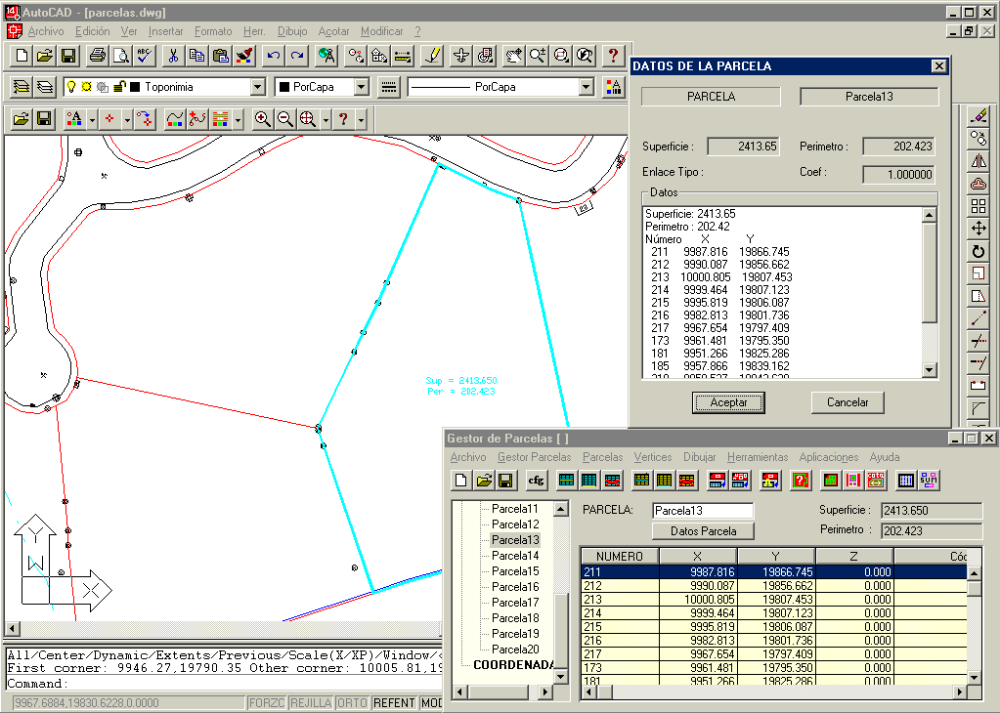 AutoCAD - [parcelas.dwg]
Archivo Edición Ver Insertar Formato Herr. Dibujo Acotar Modificar ?
Toponimia PorCapa PorCapa
Sup = 2413.650
Per = 202.423
DATOS DE LA PARCELA
PARCELA Parcela13
Superficie : 2413.65 Perimetro : 202.423
Enlace Tipo : Coef : 1.000000
Datos
Superficie: 2413.65
Perimetro : 202.42
Número X Y
211 9987.816 19866.745
212 9990.087 19856.662
213 10000.805 19807.453
214 9999.464 19807.123
215 9995.819 19806.087
216 9982.813 19801.736
217 9967.654 19797.409
173 9961.481 19795.350
181 9951.266 19825.286
185 9957.866 19839.162
Aceptar Cancelar
Gestor de Parcelas [ ]
Archivo Gestor Parcelas Parcelas Vertices Dibujar Herramientas Aplicaciones Ayuda
cfg SUM
Parcela11
Parcela12
Parcela13
Parcela14
Parcela15
Parcela16
Parcela17
Parcela18
Parcela19
Parcela20
COORDENADA
PARCELA: Parcela13 Superficie : 2413.650
Datos Parcela Perimetro : 202.423
NUMERO X Y Z Cóc
211 9987.816 19866.745 0.000
212 9990.087 19856.662 0.000
213 10000.805 19807.453 0.000
214 9999.464 19807.123 0.000
215 9995.819 19806.087 0.000
216 9982.813 19801.736 0.000
217 9967.654 19797.409 0.000
173 9961.481 19795.350 0.000
181 9951.266 19825.286 0.000
All/Center/Dynamic/Extents/Previous/Scale(X/XP)/Window/
First corner: 9946.27,19790.35 Other corner: 10005.81,19
Command:
9967.6884,19830.6228,0.0000 FORZC REJILLA ORTO REFENT MOD